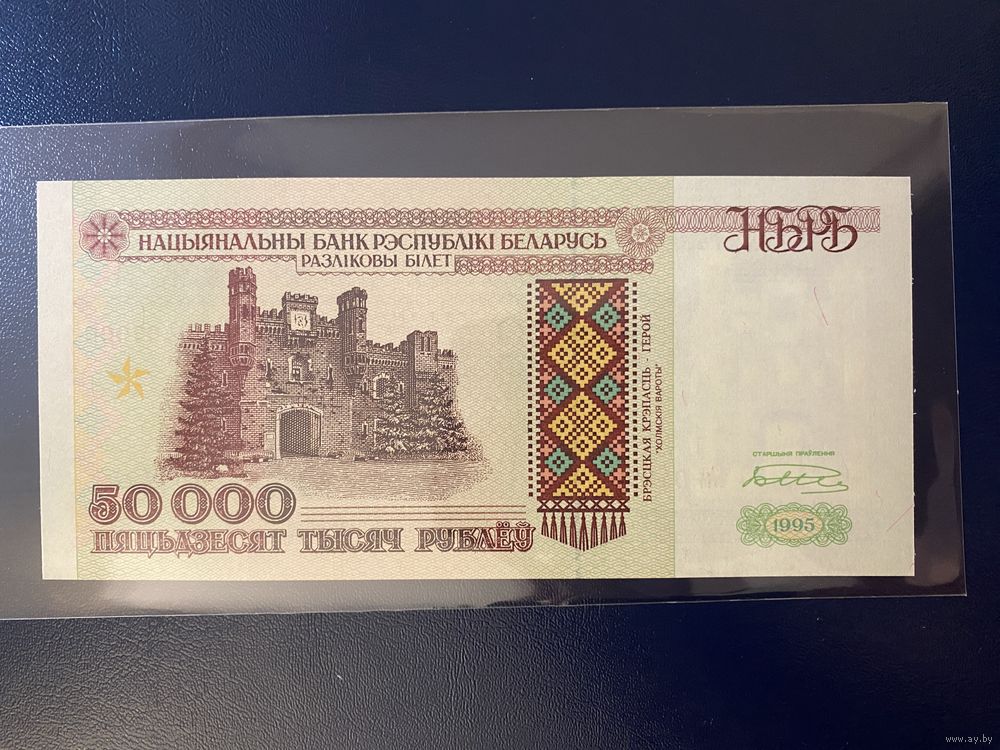 НАЦЫЯНАЛЬНЫ БАНК РЭСПУБЛІКІ БЕЛАРУСЬ
РАЗЛІКОВЫ БІЛЕТ
НБРБ
БРЭСЦКАЯ КРЭПАСЦЬ - ГЕРОЙ
"ХОЛМСКІЯ ВАРОТЫ"
СТАРШЫНЯ ПРАЎЛЕННЯ
1995
50 000
ПЯЦЬДЗЕСЯТ ТЫСЯЧ РУБЛЁЎ
www.ay.by